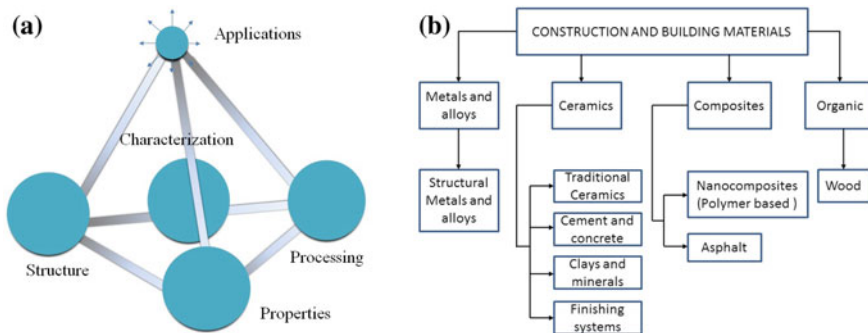 (a)
Applications
Characterization
Structure
Processing
Properties
(b)
CONSTRUCTION AND BUILDING MATERIALS
Metals and
alloys
Ceramics
Composites
Organic
Structural
Metals and
alloys
Traditional
Ceramics
Cement and
concrete
Clays and
minerals
Finishing
systems
Nanocomposites
(Polymer based )
Asphalt
Wood